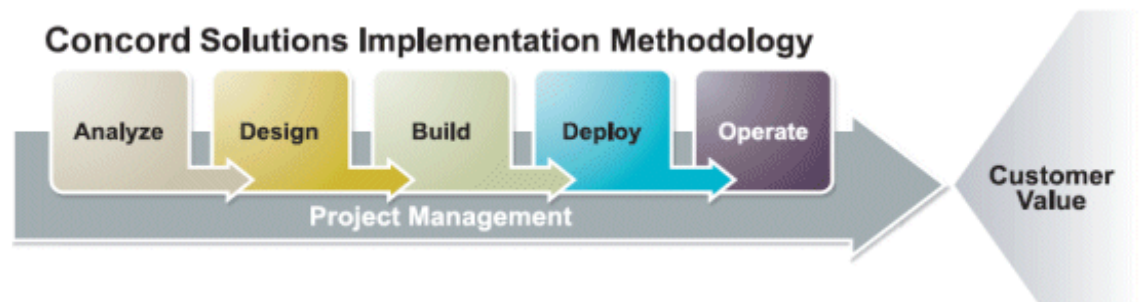 Concord Solutions Implementation Methodology
Analyze
Design
Build
Deploy
Operate
Project Management
Customer
Value